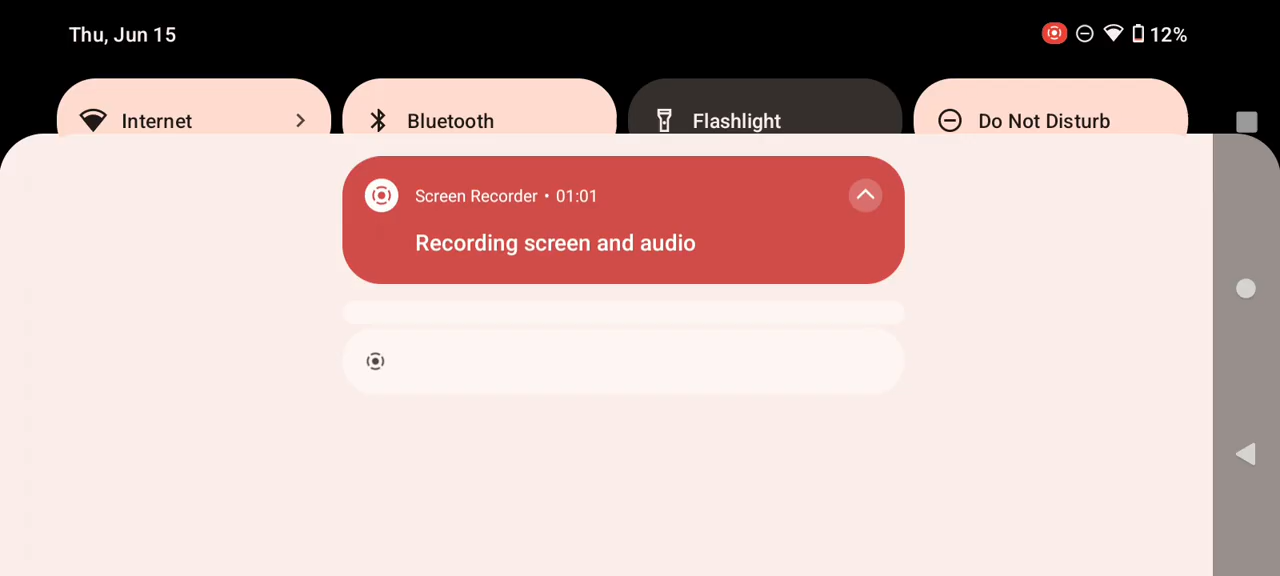 Thu, Jun 15
12%
Internet
Bluetooth
Flashlight
Do Not Disturb
Screen Recorder • 01:01
Recording screen and audio